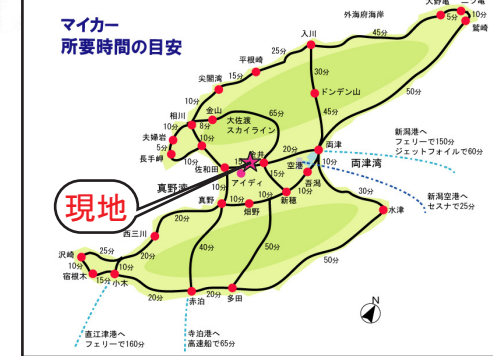 マイカー
所要時間の目安
外海府海岸
大野亀
二ツ亀
5分
10分
鷲崎
入川
45分
25分
平根崎
15分
尖閣湾
10分
30分
ドンデン山
45分
50分
金山
相川
8分
大佐渡
スカイライン
65分
夫婦岩
5分
10分
10分
長手岬
佐和田
10分
金井
20分
両津
両津湾
空港
10分
吾潟
アイディ
新潟港へ
フェリーで150分
ジェットフォイルで60分
新潟空港へ
セスナで25分
真野湾
現地
10分
真野
10分
畑野
10分
新穂
10分
30分
水津
20分
西三川
沢崎
25分
10分
宿根木
15分
10分
小木
20分
40分
50分
50分
赤泊
20分
多田
直江津港へ
フェリーで160分
寺泊港へ
高速船で65分
N